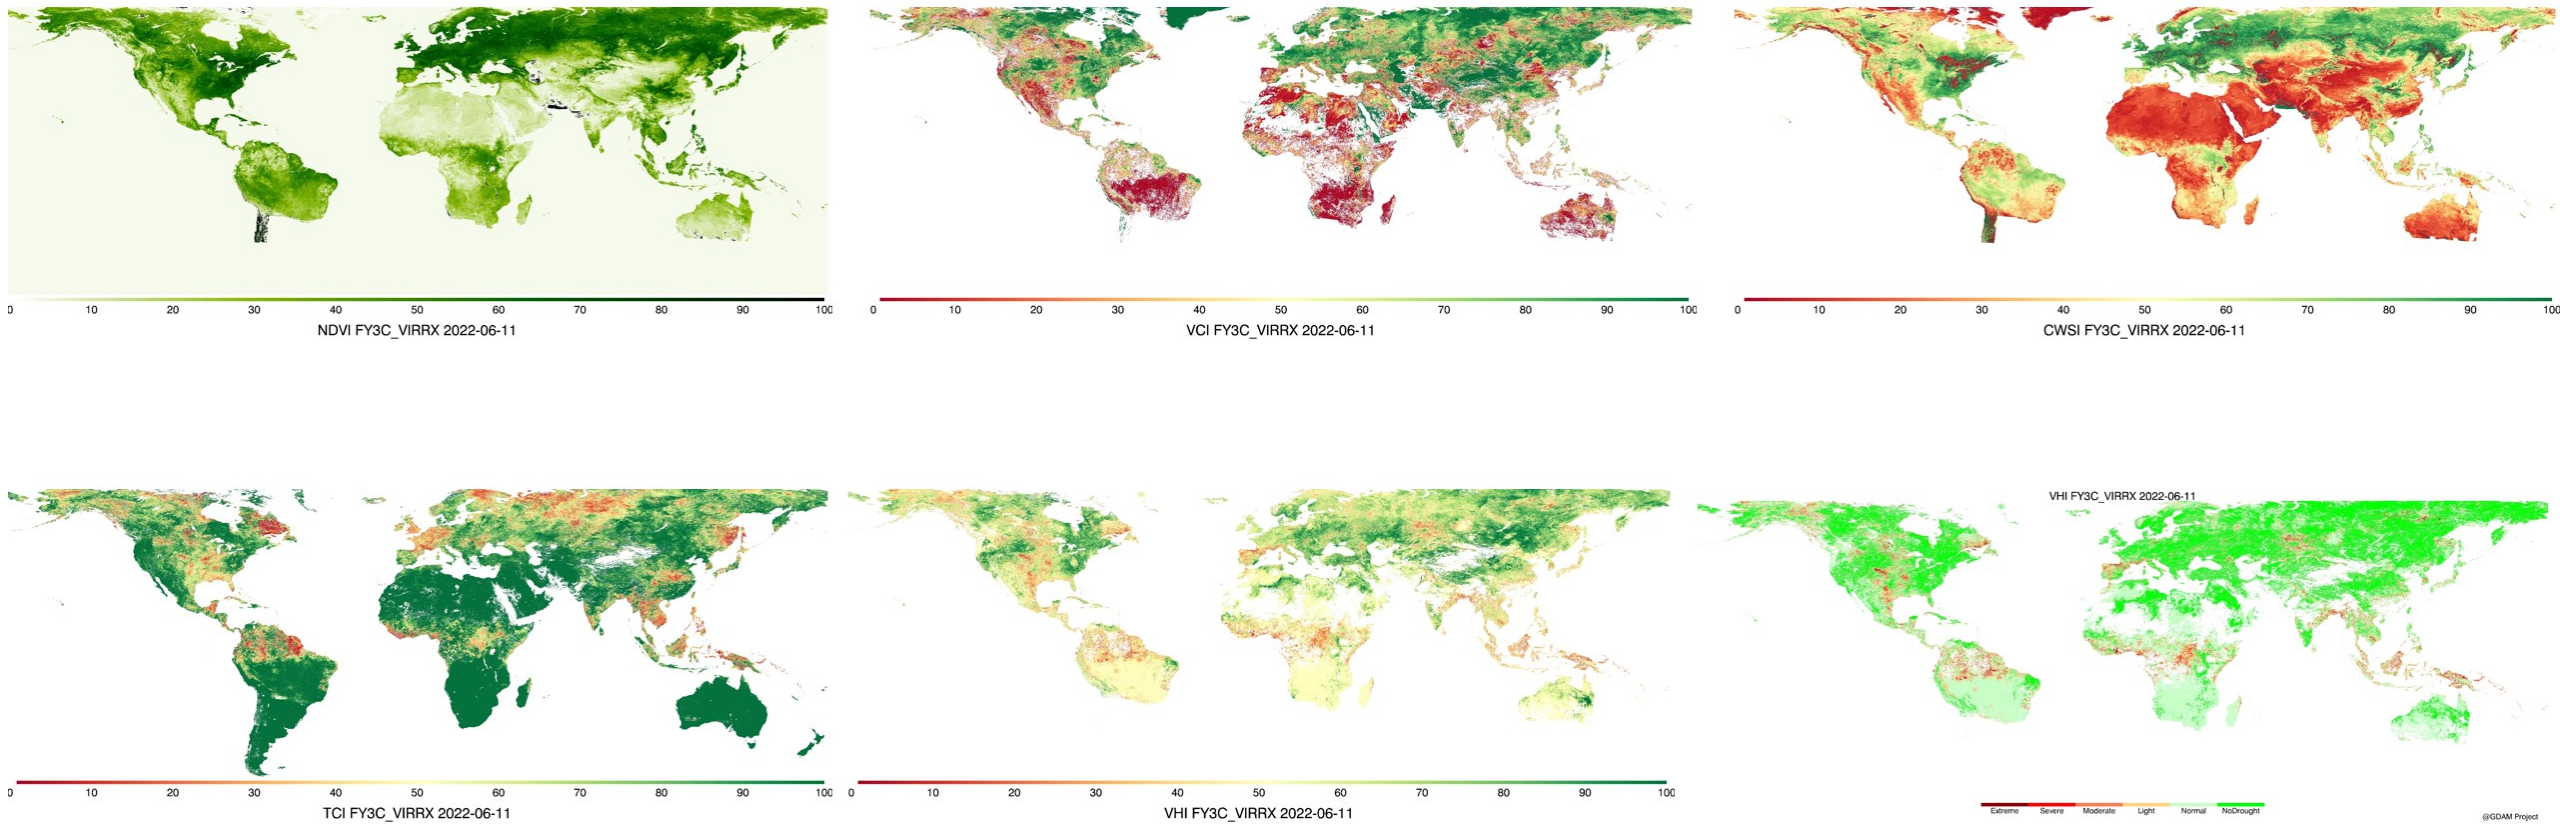 0 10 20 30 40 50 60 70 80 90 100
NDVI FY3C_VIRRX 2022-06-11
0 10 20 30 40 50 60 70 80 90 100
VCI FY3C_VIRRX 2022-06-11
0 10 20 30 40 50 60 70 80 90 100
CWSI FY3C_VIRRX 2022-06-11
0 10 20 30 40 50 60 70 80 90 100
TCI FY3C_VIRRX 2022-06-11
0 10 20 30 40 50 60 70 80 90 100
VHI FY3C_VIRRX 2022-06-11
VHI FY3C_VIRRX 2022-06-11
Extreme Severe Moderate Light Normal NoDrought
@GDAM Project